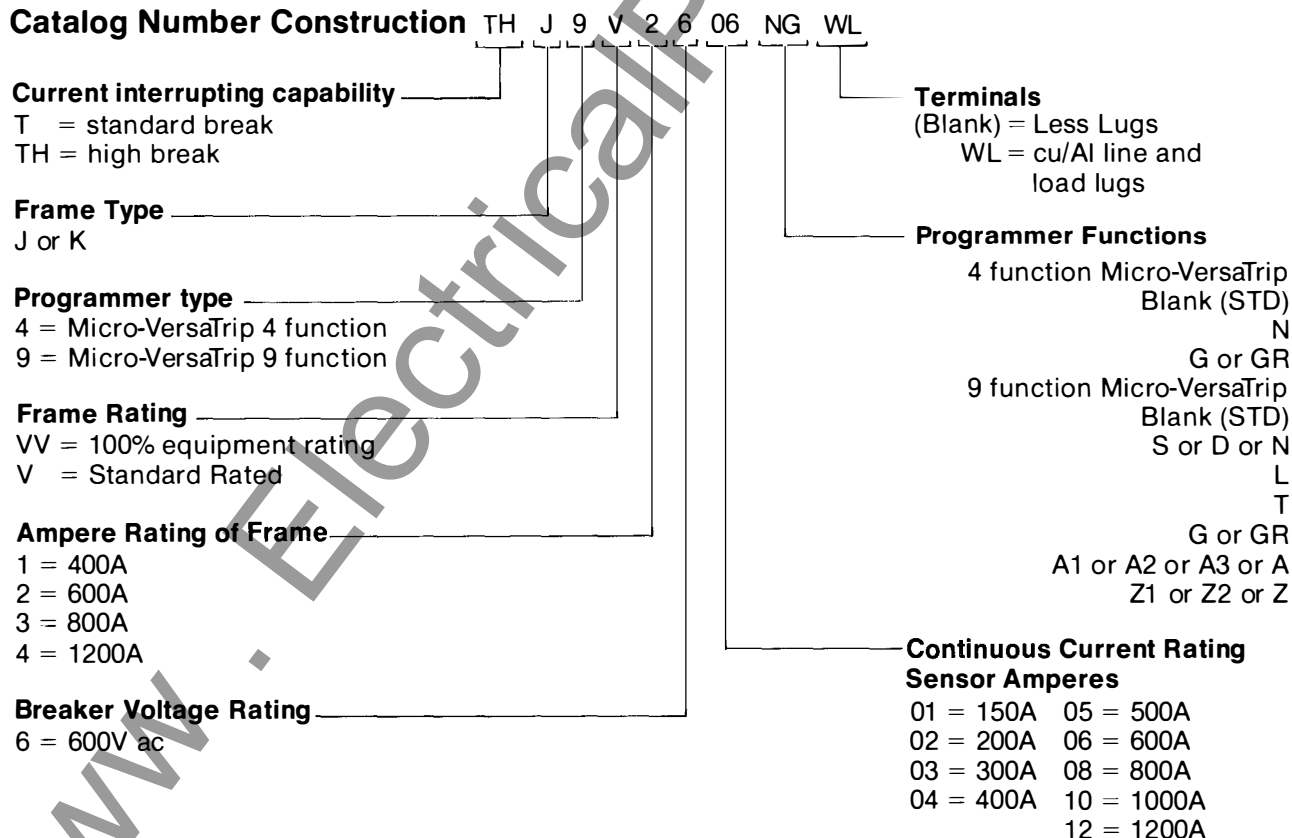 Catalog Number Construction TH J 9 V 2 6 06 NG WL
Current interrupting capability
T = standard break
TH = high break
Frame Type
J or K
Programmer type
4 = Micro-VersaTrip 4 function
9 = Micro-VersaTrip 9 function
Frame Rating
VV = 100% equipment rating
V = Standard Rated
Ampere Rating of Frame
1 = 400A
2 = 600A
3 = 800A
4 = 1200A
Breaker Voltage Rating
6 = 600V ac
Terminals
(Blank) = Less Lugs
WL = cu/Al line and
load lugs
Programmer Functions
4 function Micro-VersaTrip
Blank (STD)
N
G or GR
9 function Micro-VersaTrip
Blank (STD)
S or D or N
L
T
G or GR
A1 or A2 or A3 or A
Z1 or Z2 or Z
Continuous Current Rating
Sensor Amperes
01 = 150A 05 = 500A
02 = 200A 06 = 600A
03 = 300A 08 = 800A
04 = 400A 10 = 1000A
12 = 1200A
ww . ElectricalP